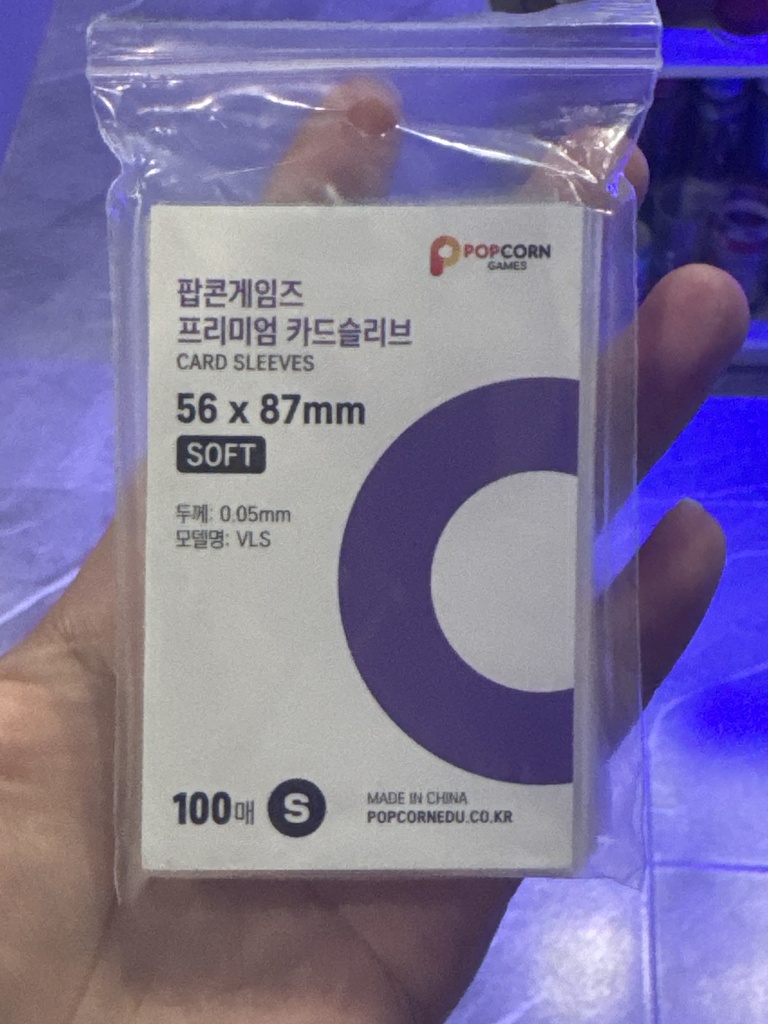 POPCORN
GAMES
팝콘게임즈
프리미엄 카드슬리브
CARD SLEEVES
56 x 87mm
SOFT
두께: 0.05mm
모델명: VLS
100매 S
MADE IN CHINA
POPCORNEDU.CO.KR